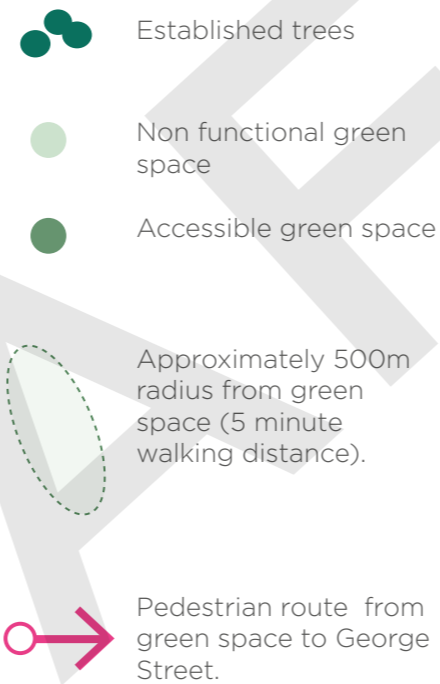 Established trees
Non functional green
space
Accessible green space
Approximately 500m
radius from green
space (5 minute
walking distance).
Pedestrian route  from
green space to George
Street.